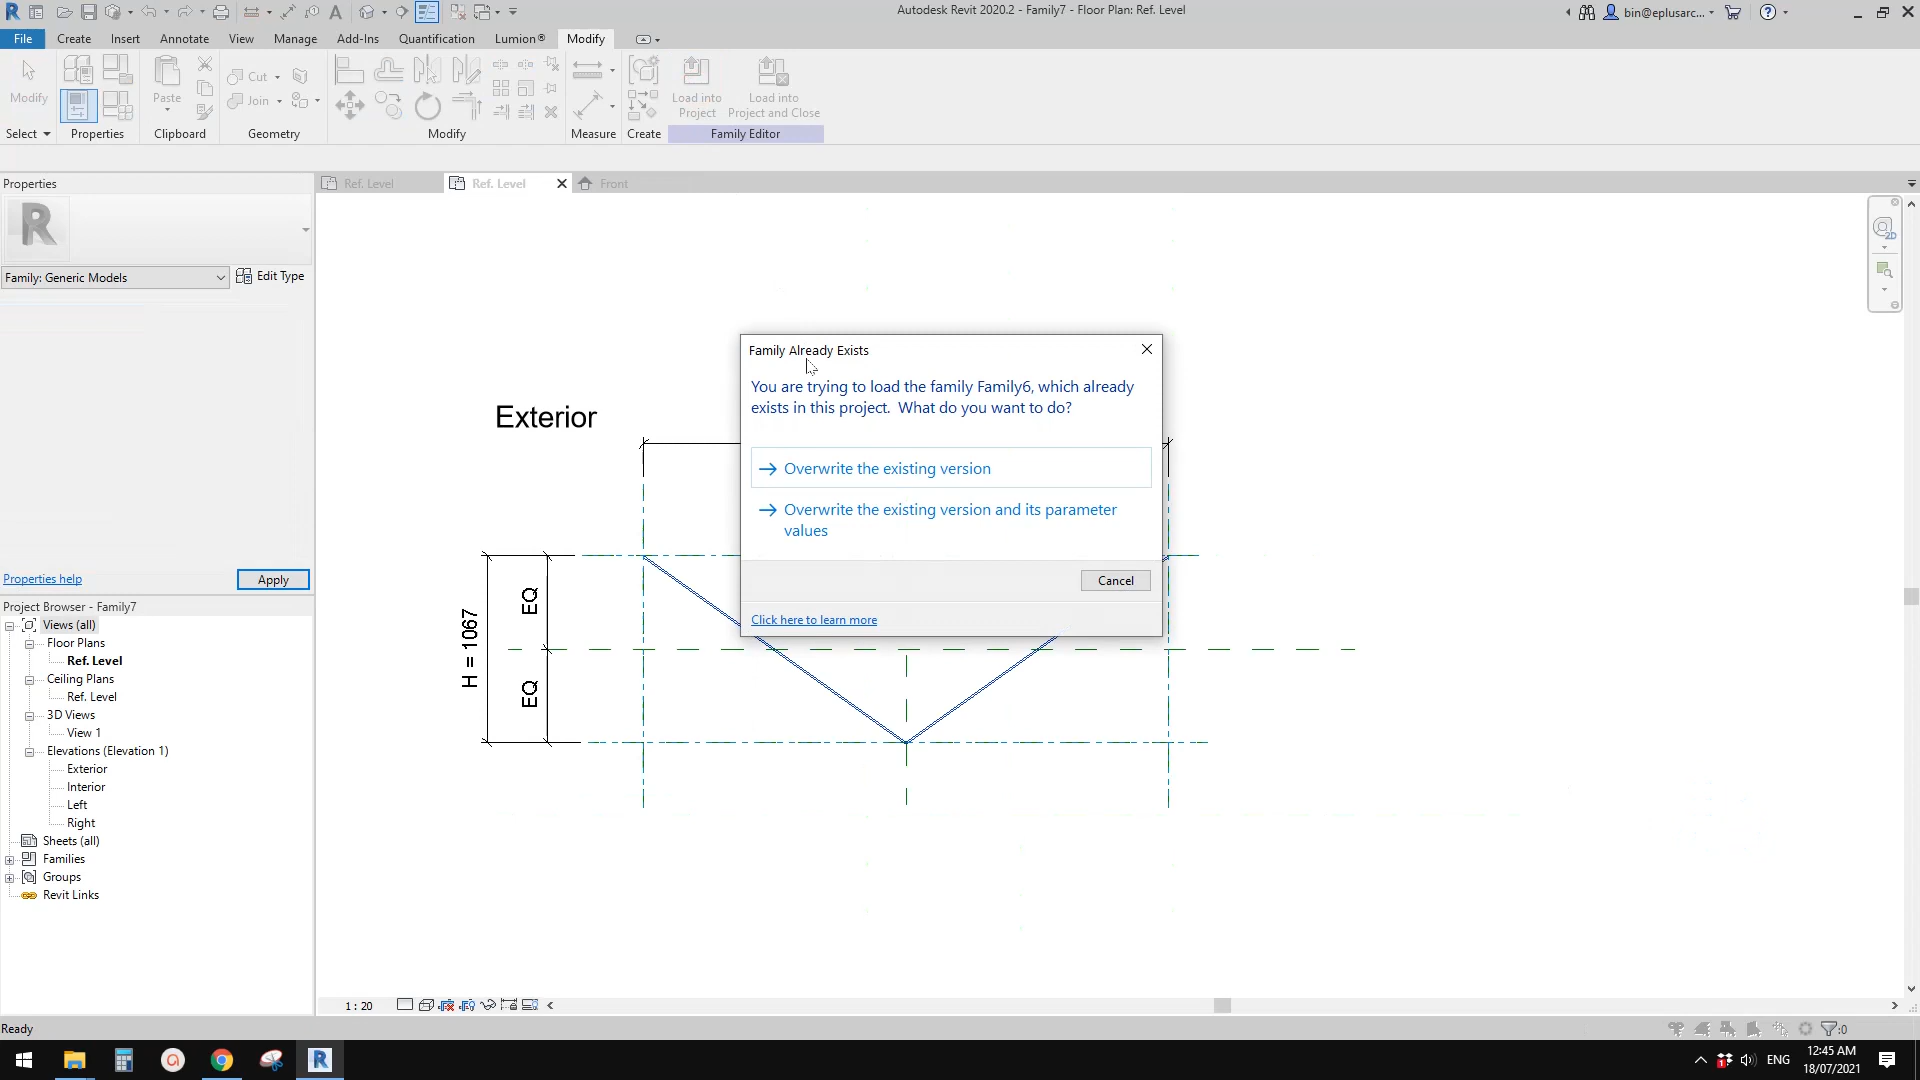 Autodesk Revit 2020.2 - Family7 - Floor Plan: Ref. Level
bin@eplusarc...
File
Create
Insert
Annotate
View
Manage
Add-Ins
Quantification
Lumion®
Modify
Modify
Paste
Cut
Join
Load into
Project
Load into
Project and Close
Select
Properties
Clipboard
Geometry
Modify
Measure
Create
Family Editor
Properties
Ref. Level
Ref. Level
Front
R
Family: Generic Models
Edit Type
2D
Exterior
Family Already Exists
You are trying to load the family Family6, which already
exists in this project. What do you want to do?
Overwrite the existing version
Overwrite the existing version and its parameter
values
Cancel
Click here to learn more
H = 1067
EQ
EQ
Properties help
Apply
Project Browser - Family7
Views (all)
Floor Plans
Ref. Level
Ceiling Plans
Ref. Level
3D Views
View 1
Elevations (Elevation 1)
Exterior
Interior
Left
Right
Sheets (all)
Families
Groups
Revit Links
1 : 20
Ready
:0
ENG
12:45 AM
18/07/2021